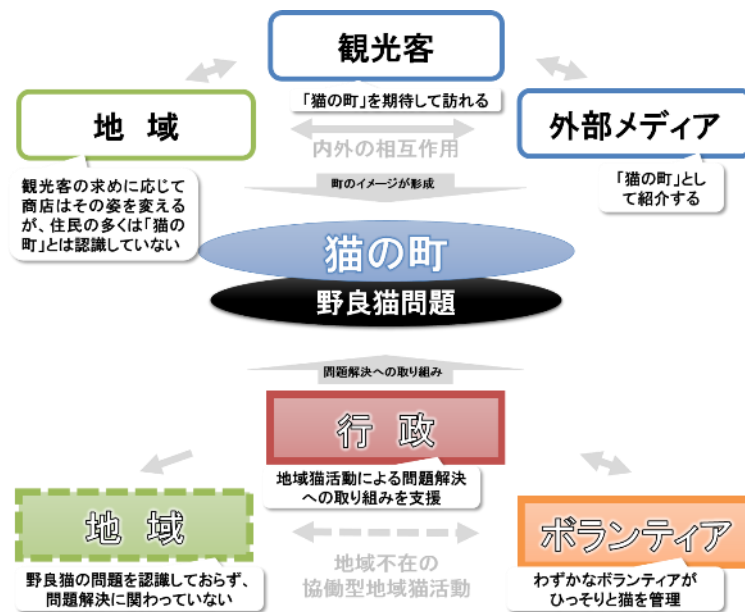 観光客
「猫の町」を期待して訪れる
地 域
外部メディア
内外の相互作用
観光客の求めに応じて
商店はその姿を変える
が、住民の多くは「猫の
町」とは認識していない
町のイメージが形成
「猫の町」とし
て紹介する
猫の町
野良猫問題
問題解決への取り組み
行 政
地域猫活動による問題解決
への取り組みを支援
地 域
ボランティア
地域不在の
協働型地域猫活動
野良猫の問題を認識しておらず、
問題解決に関わっていない
わずかなボランティアが
ひっそりと猫を管理